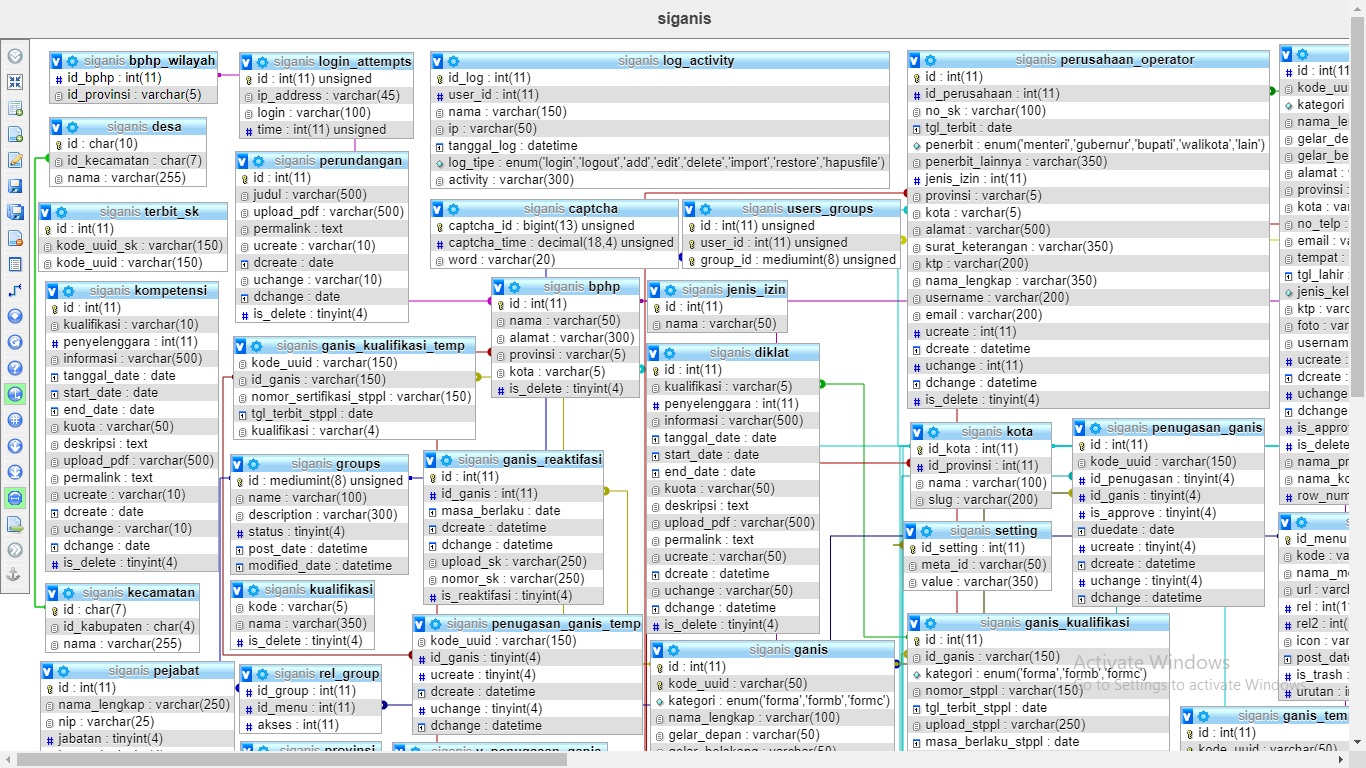 siganis
siganis bphp_wilayah
id_bphp : int(11)
id_provinsi : varchar(5)
siganis desa
id : char(10)
id_kecamatan : char(7)
nama : varchar(255)
siganis terbit_sk
id : int(11)
kode_uuid_sk : varchar(150)
kode_uuid : varchar(150)
siganis kompetensi
id : int(11)
kualifikasi : varchar(10)
penyelenggara : int(11)
informasi : varchar(500)
tanggal_date : date
start_date : date
end_date : date
kuota : varchar(50)
deskripsi : text
upload_pdf : varchar(500)
permalink : text
ucreate : varchar(10)
dcreate : date
uchange : varchar(10)
dchange : date
is_delete : tinyint(4)
siganis kecamatan
id : char(7)
id_kabupaten : char(4)
nama : varchar(255)
siganis pejabat
id : int(11)
nama_lengkap : varchar(250)
nip : varchar(25)
jabatan : tinyint(4)
siganis login_attempts
id : int(11) unsigned
ip_address : varchar(45)
login : varchar(100)
time : int(11) unsigned
siganis perundangan
id : int(11)
judul : varchar(500)
upload_pdf : varchar(500)
permalink : text
ucreate : varchar(10)
dcreate : date
uchange : varchar(10)
dchange : date
is_delete : tinyint(4)
siganis ganis_kualifikasi_temp
kode_uuid : varchar(150)
id_ganis : varchar(150)
nomor_sertifikasi_stppl : varchar(150)
tgl_terbit_stppl : date
kualifikasi : varchar(4)
siganis groups
id : mediumint(8) unsigned
name : varchar(100)
description : varchar(300)
status : tinyint(4)
post_date : datetime
modified_date : datetime
siganis kualifikasi
kode : varchar(5)
nama : varchar(350)
is_delete : tinyint(4)
siganis rel_group
id_group : int(11)
id_menu : int(11)
akses : int(11)
siganis provinsi
siganis log_activity
id_log : int(11)
user_id : int(11)
nama : varchar(150)
ip : varchar(50)
tanggal_log : datetime
log_tipe : enum('login','logout','add','edit','delete','import','restore','hapusfile')
activity : varchar(300)
siganis captcha
captcha_id : bigint(13) unsigned
captcha_time : decimal(18,4) unsigned
word : varchar(20)
siganis users_groups
id : int(11) unsigned
user_id : int(11) unsigned
group_id : mediumint(8) unsigned
siganis bphp
id : int(11)
nama : varchar(50)
alamat : varchar(300)
provinsi : varchar(5)
kota : varchar(5)
is_delete : tinyint(4)
siganis jenis_izin
id : int(11)
nama : varchar(50)
siganis diklat
id : int(11)
kualifikasi : varchar(5)
penyelenggara : int(11)
informasi : varchar(500)
tanggal_date : date
start_date : date
end_date : date
kuota : varchar(50)
deskripsi : text
upload_pdf : varchar(500)
permalink : text
ucreate : varchar(50)
dcreate : datetime
uchange : varchar(50)
dchange : datetime
is_delete : tinyint(4)
siganis ganis_reaktifasi
id : int(11)
id_ganis : int(11)
masa_berlaku : date
dcreate : datetime
dchange : datetime
upload_sk : varchar(250)
nomor_sk : varchar(250)
is_reaktifasi : tinyint(4)
siganis penugasan_ganis_temp
kode_uuid : varchar(150)
id_ganis : tinyint(4)
ucreate : tinyint(4)
dcreate : datetime
uchange : tinyint(4)
dchange : datetime
siganis v_penugasan_ganis
siganis ganis
id : int(11)
kode_uuid : varchar(50)
kategori : enum('forma','formb','formc')
nama_lengkap : varchar(100)
gelar_depan : varchar(50)
gelar_belakang : varchar(50)
siganis perusahaan_operator
id : int(11)
id_perusahaan : int(11)
no_sk : varchar(100)
tgl_terbit : date
penerbit : enum('menteri','gubernur','bupati','walikota','lain')
penerbit_lainnya : varchar(350)
jenis_izin : int(11)
provinsi : varchar(5)
kota : varchar(5)
alamat : varchar(500)
surat_keterangan : varchar(350)
ktp : varchar(200)
nama_lengkap : varchar(350)
username : varchar(200)
email : varchar(200)
ucreate : int(11)
dcreate : datetime
uchange : int(11)
dchange : datetime
is_delete : tinyint(4)
siganis kota
id_kota : int(11)
id_provinsi : int(11)
nama : varchar(100)
slug : varchar(200)
siganis penugasan_ganis
id : int(11)
kode_uuid : varchar(150)
id_penugasan : tinyint(4)
id_ganis : tinyint(4)
is_approve : tinyint(4)
duedate : date
ucreate : tinyint(4)
dcreate : datetime
uchange : tinyint(4)
dchange : datetime
siganis setting
id_setting : int(11)
meta_id : varchar(50)
value : varchar(350)
siganis ganis_kualifikasi
id : int(11)
id_ganis : varchar(150)
kategori : enum('forma','formb','formc')
nomor_stppl : varchar(150)
tgl_terbit_stppl : date
upload_stppl : varchar(250)
masa_berlaku_stppl : date
Activate Windows
Go to Settings to activate Windows.
siganis ganis_tem
id : int(11)
kode_uuid : varchar(50)
id : int(11
kode_uu
kategori
nama_le
gelar_de
gelar_be
alamat :
provinsi
kota : va
no_telp :
email : v
tempat :
tgl_lahir
jenis_kel
ktp : varc
foto : var
usernam
ucreate :
dcreate :
uchange
dchange
is_appro
is_delete
nama_pr
nama_ko
row_num
id_menu
kode : va
nama_m
url : varch
rel : int(1
rel2 : int(
icon : var
post_dat
is_trash :
urutan : i